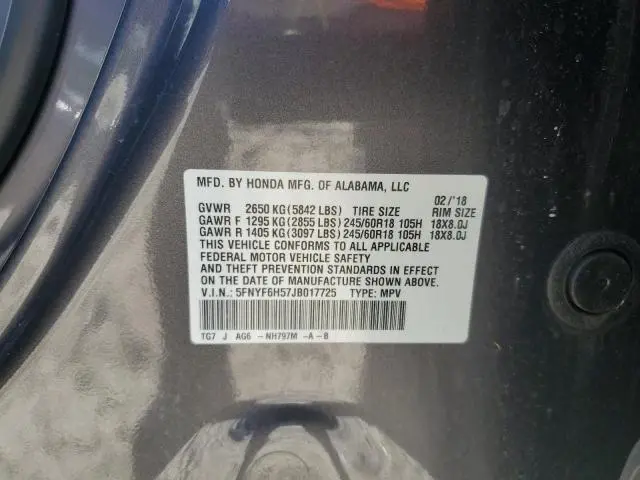 MFD. BY HONDA MFG. OF ALABAMA, LLC 02/'18
GVWR 2650 KG(5842 LBS) TIRE SIZE RIM SIZE
GAWR F 1295 KG(2855 LBS) 245/60R18 105H 18X8.0J
GAWR R 1405 KG(3097 LBS) 245/60R18 105H 18X8.0J
THIS VEHICLE CONFORMS TO ALL APPLICABLE
FEDERAL MOTOR VEHICLE SAFETY
AND THEFT PREVENTION STANDARDS IN EFFECT
ON THE DATE OF MANUFACTURE SHOWN ABOVE.
V.I.N.: 5FNYF6H57JB017725 TYPE: MPV
TG7 J AG6 -NH797M -A-B